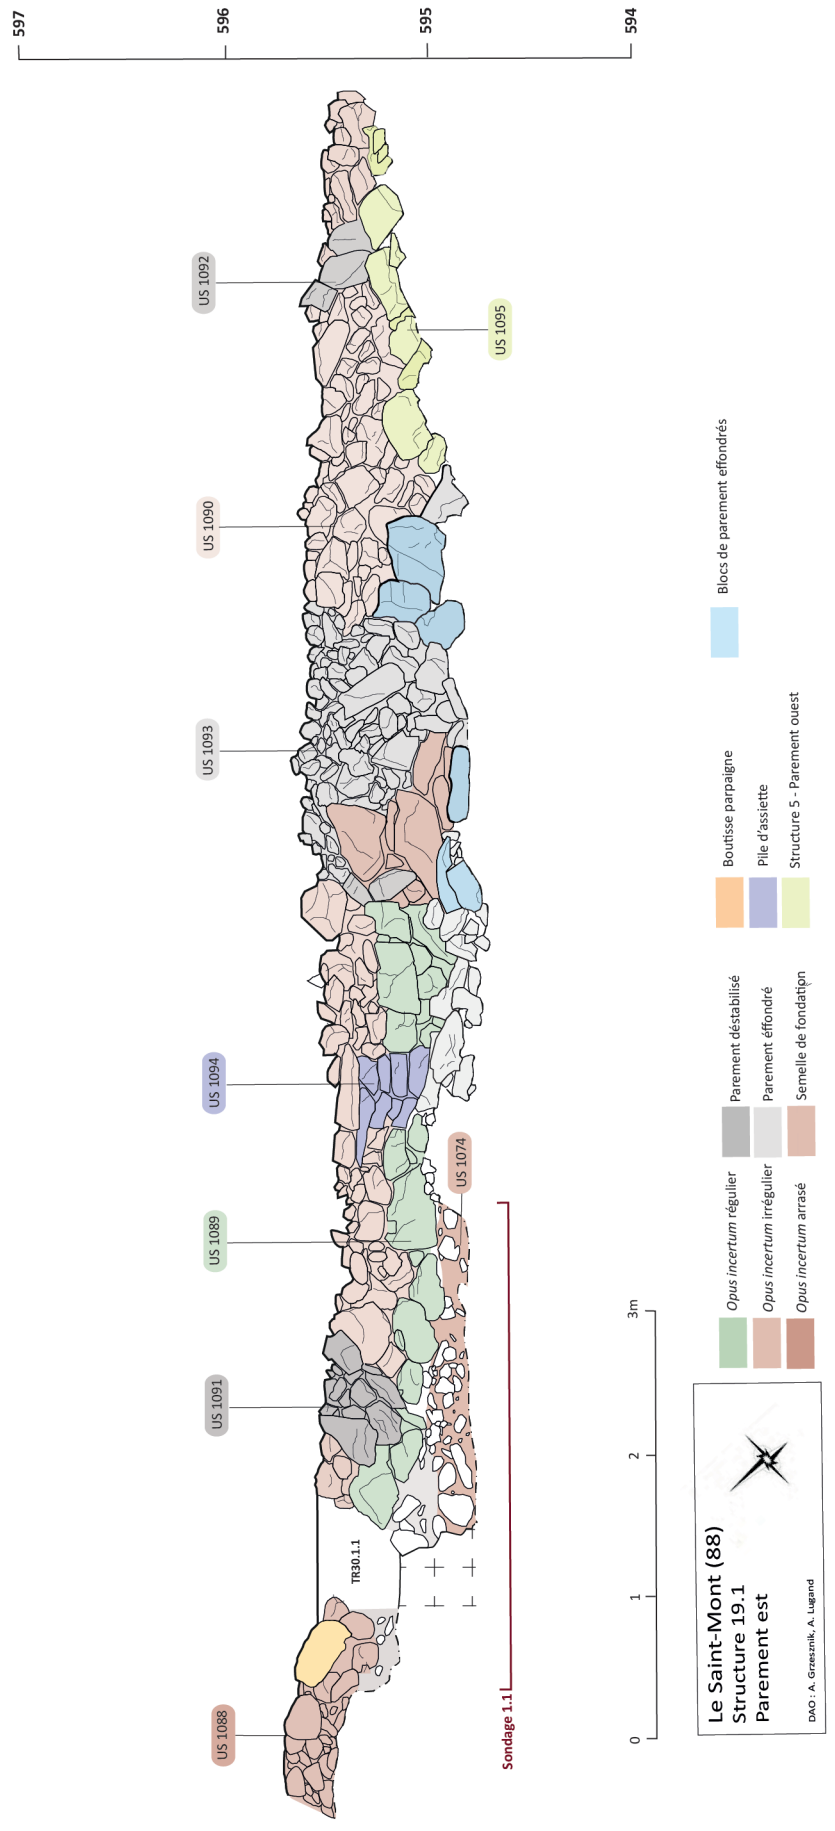 597
596
595
594
US 1088
US 1091
US 1089
US 1094
US 1093
US 1090
US 1092
US 1095
US 1074
TR30.1.1
Sondage 1.1
0
1
2
3m
Le Saint-Mont (88)
Structure 19.1
Parement est
DAO : A. Grzesznik, A. Lugand
Opus incertum régulier
Opus incertum irrégulier
Opus incertum arrasé
Parement déstabilisé
Parement éffondré
Semelle de fondation
Boutisse parpaigne
Pile d'assiette
Structure 5 - Parement ouest
Blocs de parement effondrés